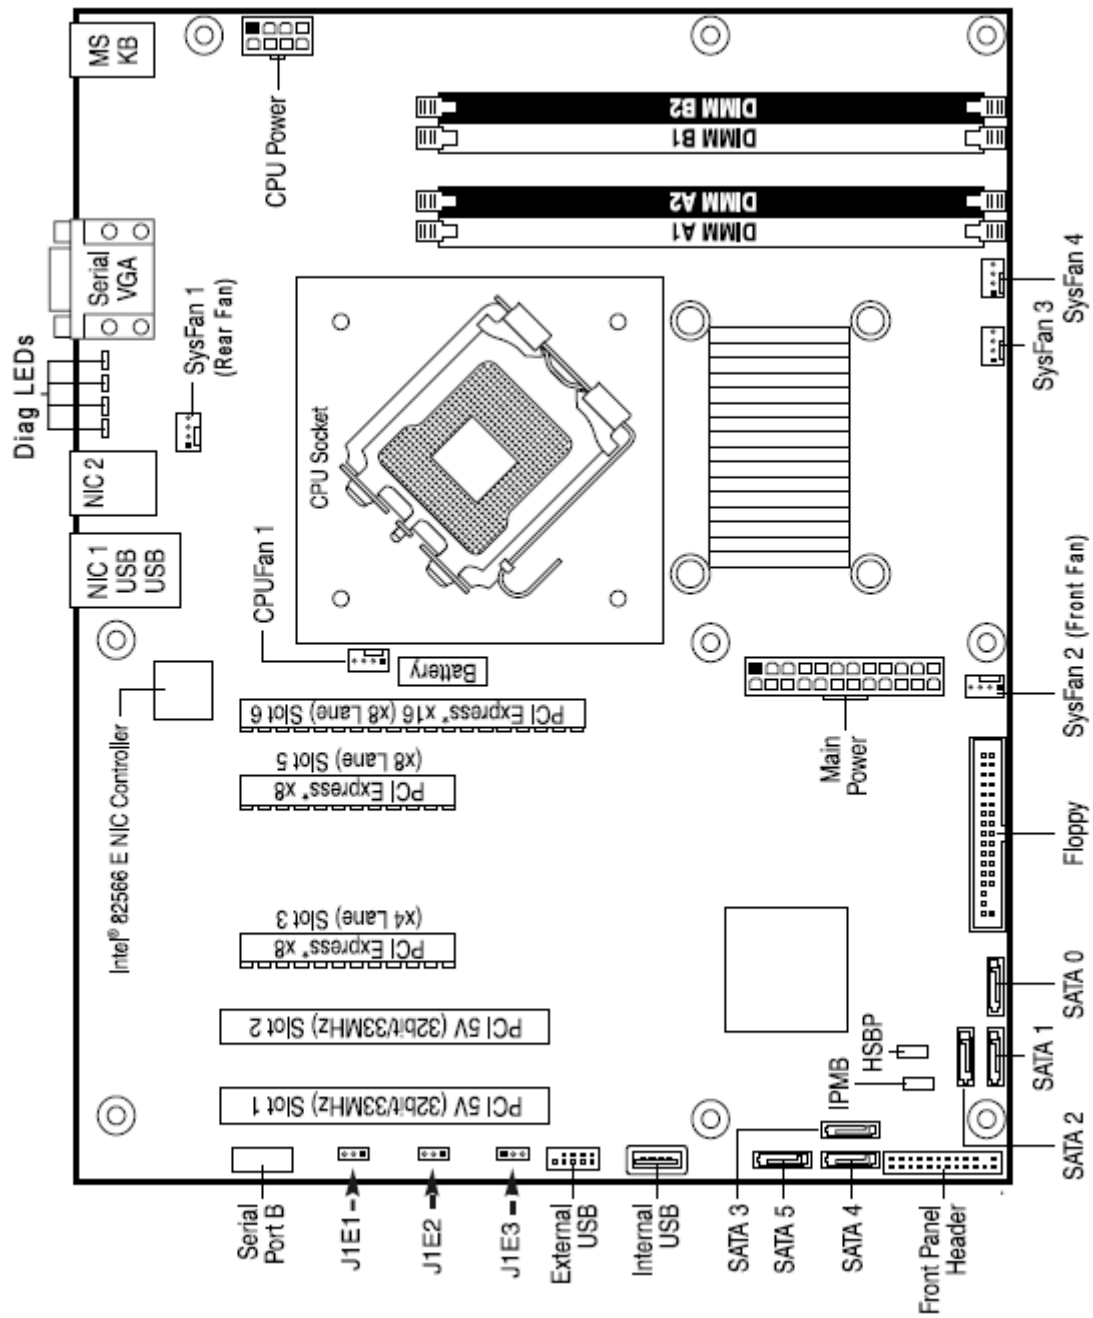 MS
KB
CPU Power
DIMM B2
DIMM B1
DIMM A2
DIMM A1
Serial
VGA
Diag LEDs
SysFan 1
(Rear Fan)
SysFan 4
SysFan 3
NIC 2
CPU Socket
NIC 1
USB
USB
CPUFan 1
Battery
SysFan 2 (Front Fan)
Main
Power
PCI Express* x16 (x8 Lane) Slot 6
PCI Express* x8
(x8 Lane) Slot 5
Intel® 82566 E NIC Controller
Floppy
PCI Express* x8
(x4 Lane) Slot 3
PCI 5V (32bit/33MHz) Slot 2
PCI 5V (32bit/33MHz) Slot 1
SATA 0
HSBP
IPMB
SATA 1
SATA 2
Serial
Port B
J1E1
J1E2
J1E3
External
USB
Internal
USB
SATA 3
SATA 5
SATA 4
Front Panel
Header